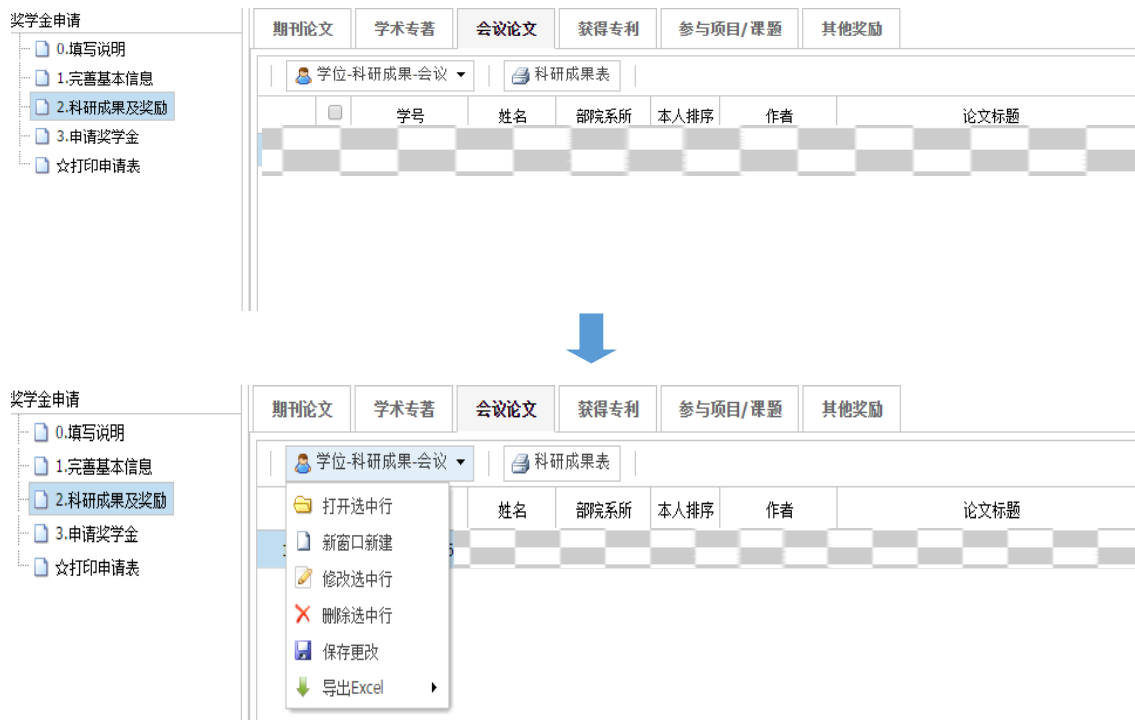 奖学金申请
0.填写说明
1.完善基本信息
2.科研成果及奖励
3.申请奖学金
☆打印申请表
期刊论文 学术专著 会议论文 获得专利 参与项目/课题 其他奖励
学位-科研成果-会议 科研成果表
学号 姓名 部院系所 本人排序 作者 论文标题
奖学金申请
0.填写说明
1.完善基本信息
2.科研成果及奖励
3.申请奖学金
☆打印申请表
期刊论文 学术专著 会议论文 获得专利 参与项目/课题 其他奖励
学位-科研成果-会议 科研成果表
姓名 部院系所 本人排序 作者 论文标题
打开选中行
新窗口新建
修改选中行
删除选中行
保存更改
导出Excel